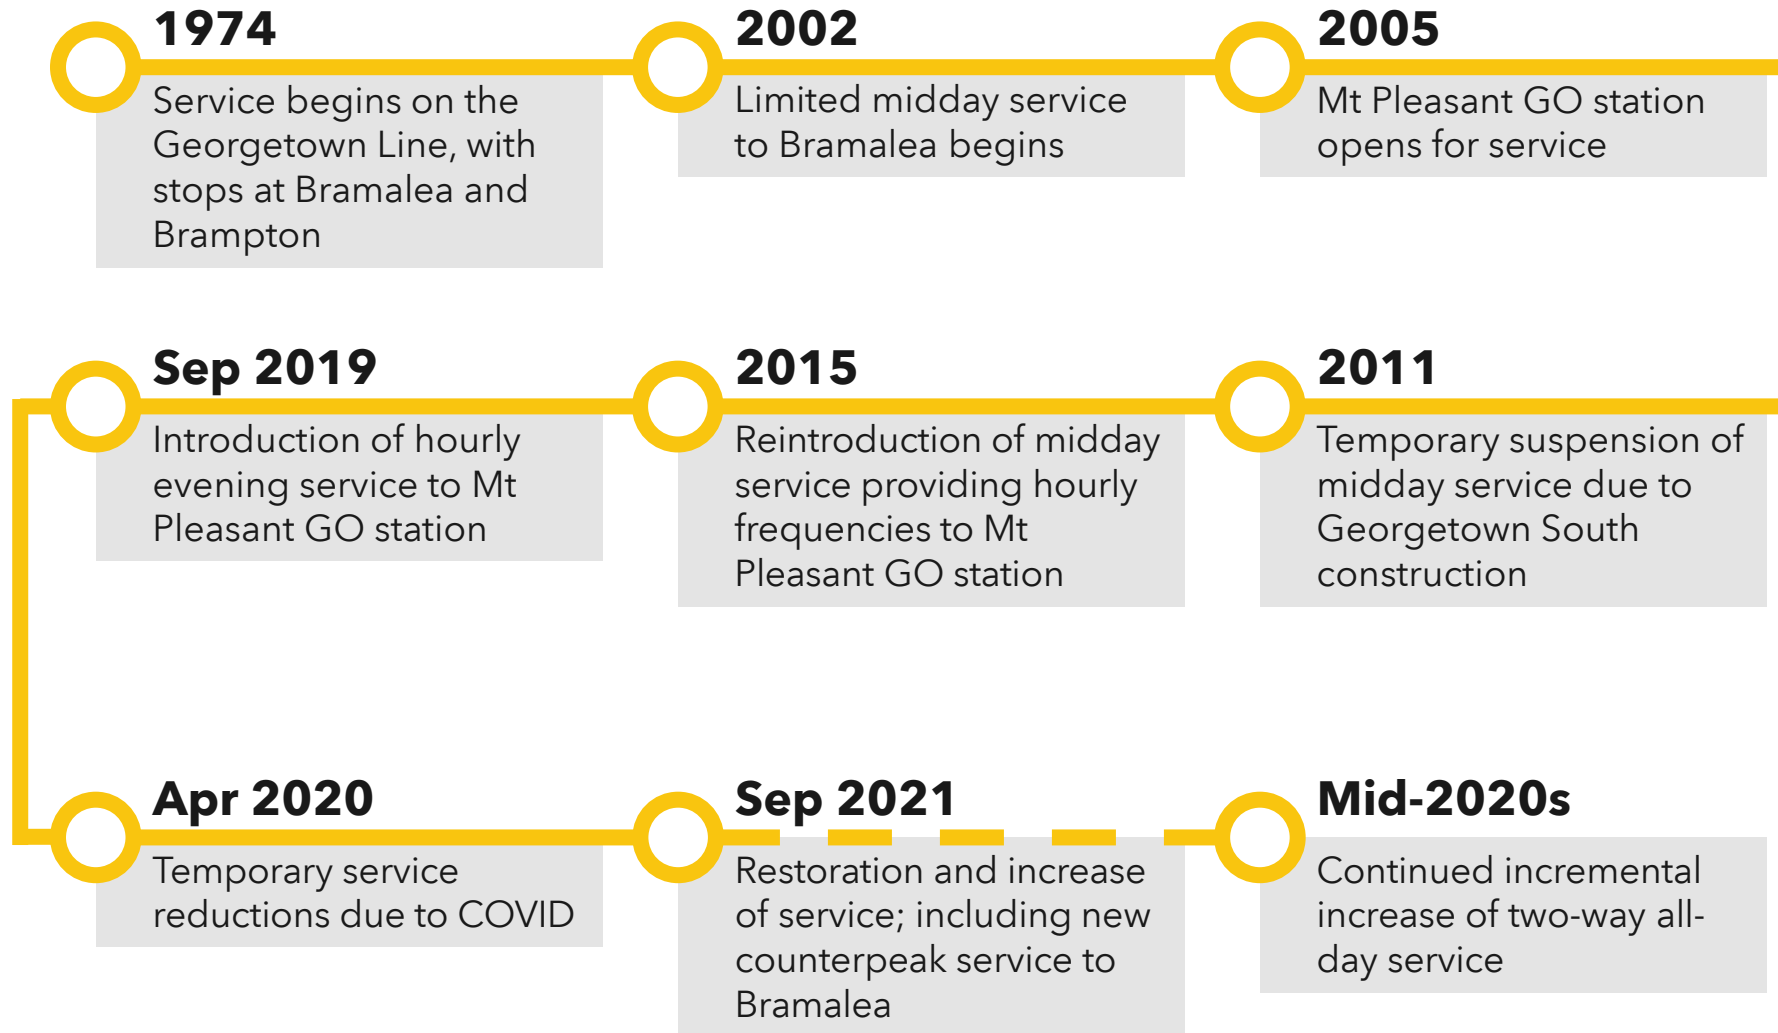 1974
Service begins on the
Georgetown Line, with
stops at Bramalea and
Brampton
2002
Limited midday service
to Bramalea begins
2005
Mt Pleasant GO station
opens for service
Sep 2019
Introduction of hourly
evening service to Mt
Pleasant GO station
2015
Reintroduction of midday
service providing hourly
frequencies to Mt
Pleasant GO station
2011
Temporary suspension of
midday service due to
Georgetown South
construction
Apr 2020
Temporary service
reductions due to COVID
Sep 2021
Restoration and increase
of service; including new
counterpeak service to
Bramalea
Mid-2020s
Continued incremental
increase of two-way all-
day service